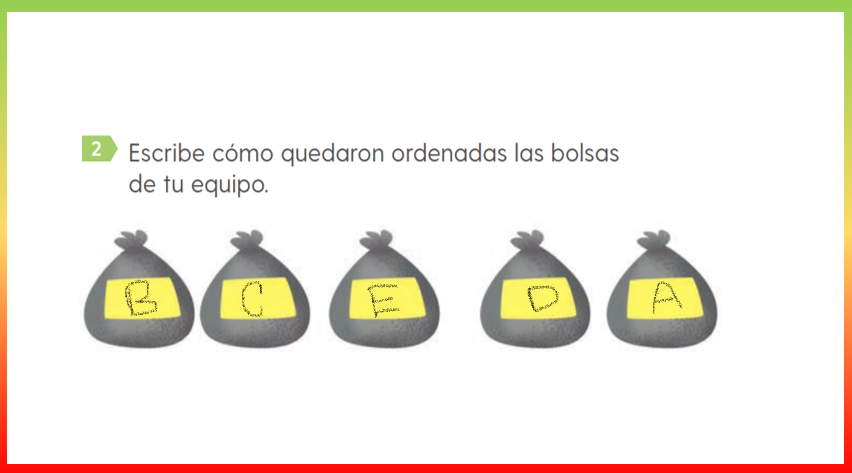 2 Escribe cómo quedaron ordenadas las bolsas
de tu equipo.
B C E D A